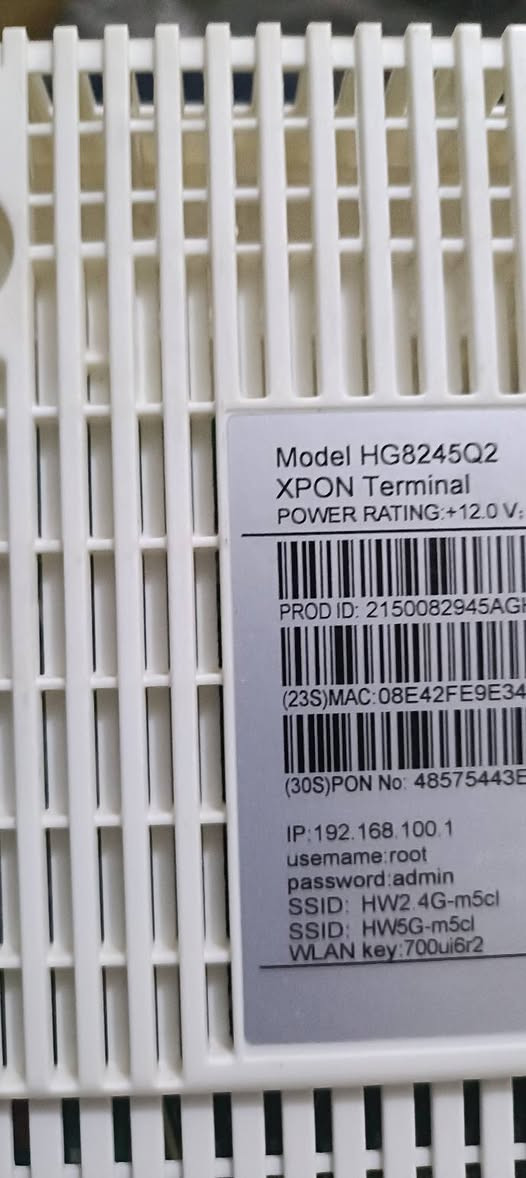 Model HG8245Q2
XPON Terminal
POWER RATING:+12.0 V
PROD ID: 2150082945AG
(23S)MAC:08E42FE9E34
(30S)PON No: 48575443E
IP:192.168.100.1
username:root
password:admin
SSID: HW2.4G-m5cl
SSID: HW5G-m5cl
WLAN key:700ui6r2